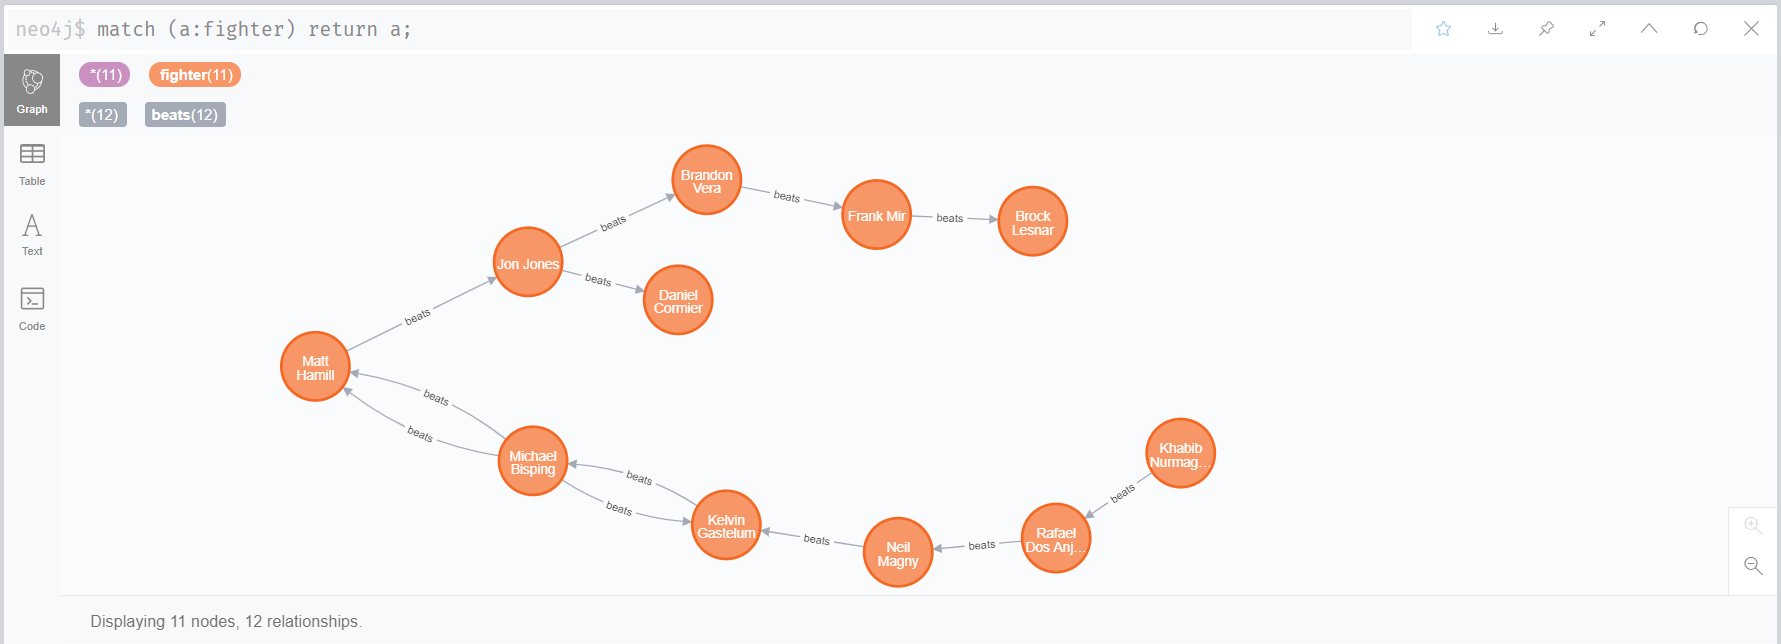 neo4j$ match (a:fighter) return a;
*(11) fighter(11)
Graph
*(12) beats(12)
Table
Text
Code
Brandon
Vera
beats
Frank Mir
beats
Brock
Lesnar
beats
Jon Jones
beats
Daniel
Cormier
beats
Matt
Hamill
beats
beats
Michael
Bisping
beats
beats
Kelvin
Gastelum
beats
Neil
Magny
beats
Rafael
Dos Anj...
beats
Khabib
Nurmag...
Displaying 11 nodes, 12 relationships.